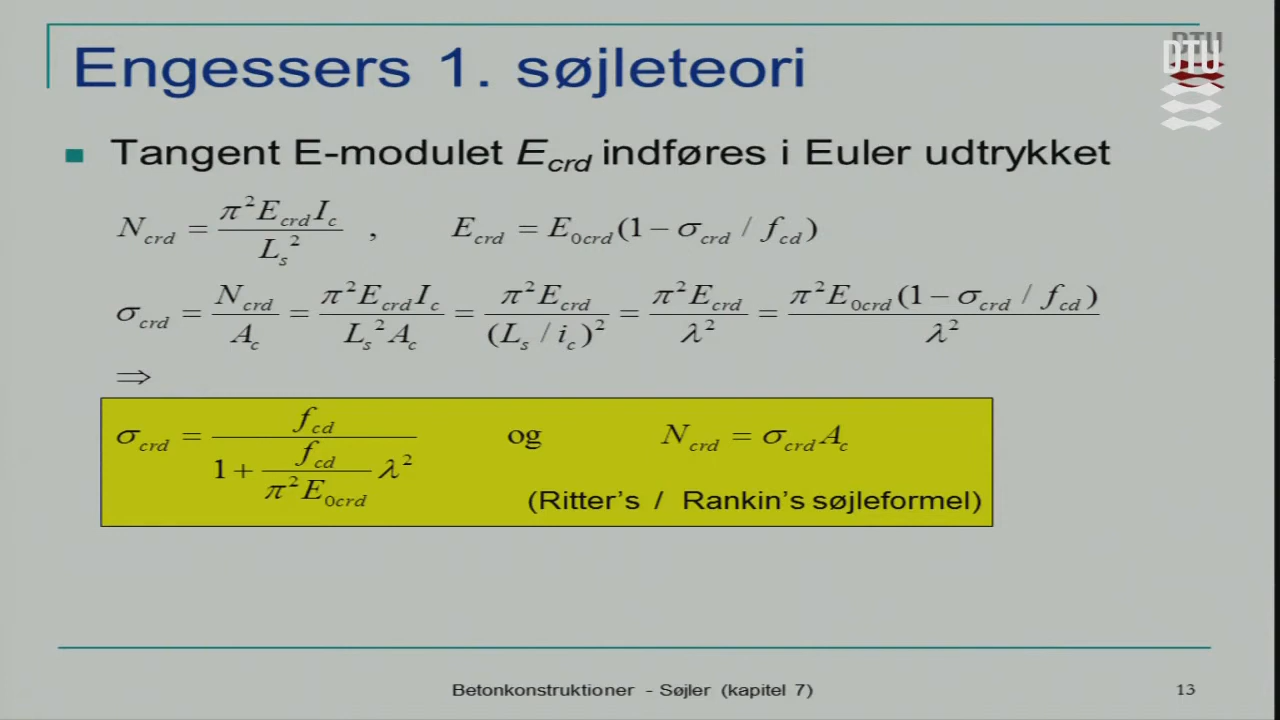 Engessers 1. søjleteori
DTU
Tangent E-modulet E_crd indføres i Euler udtrykket
N_crd = π²E_crd I_c / L_s² , E_crd = E_0crd (1 − σ_crd / f_cd)
σ_crd = N_crd / A_c = π²E_crd I_c / L_s² A_c = π²E_crd / (L_s / i_c)² = π²E_crd / λ² = π²E_0crd (1 − σ_crd / f_cd) / λ²
⇒
σ_crd = f_cd / (1 + (f_cd / π²E_0crd) λ²) og N_crd = σ_crd A_c
(Ritter's / Rankin's søjleformel)
Betonkonstruktioner - Søjler (kapitel 7)
13